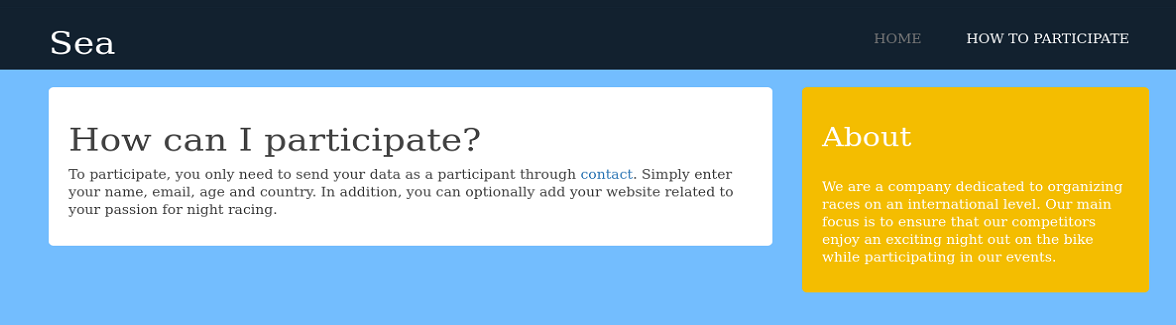 Sea
HOME
HOW TO PARTICIPATE
How can I participate?
To participate, you only need to send your data as a participant through contact. Simply enter
your name, email, age and country. In addition, you can optionally add your website related to
your passion for night racing.
About
We are a company dedicated to organizing
races on an international level. Our main
focus is to ensure that our competitors
enjoy an exciting night out on the bike
while participating in our events.